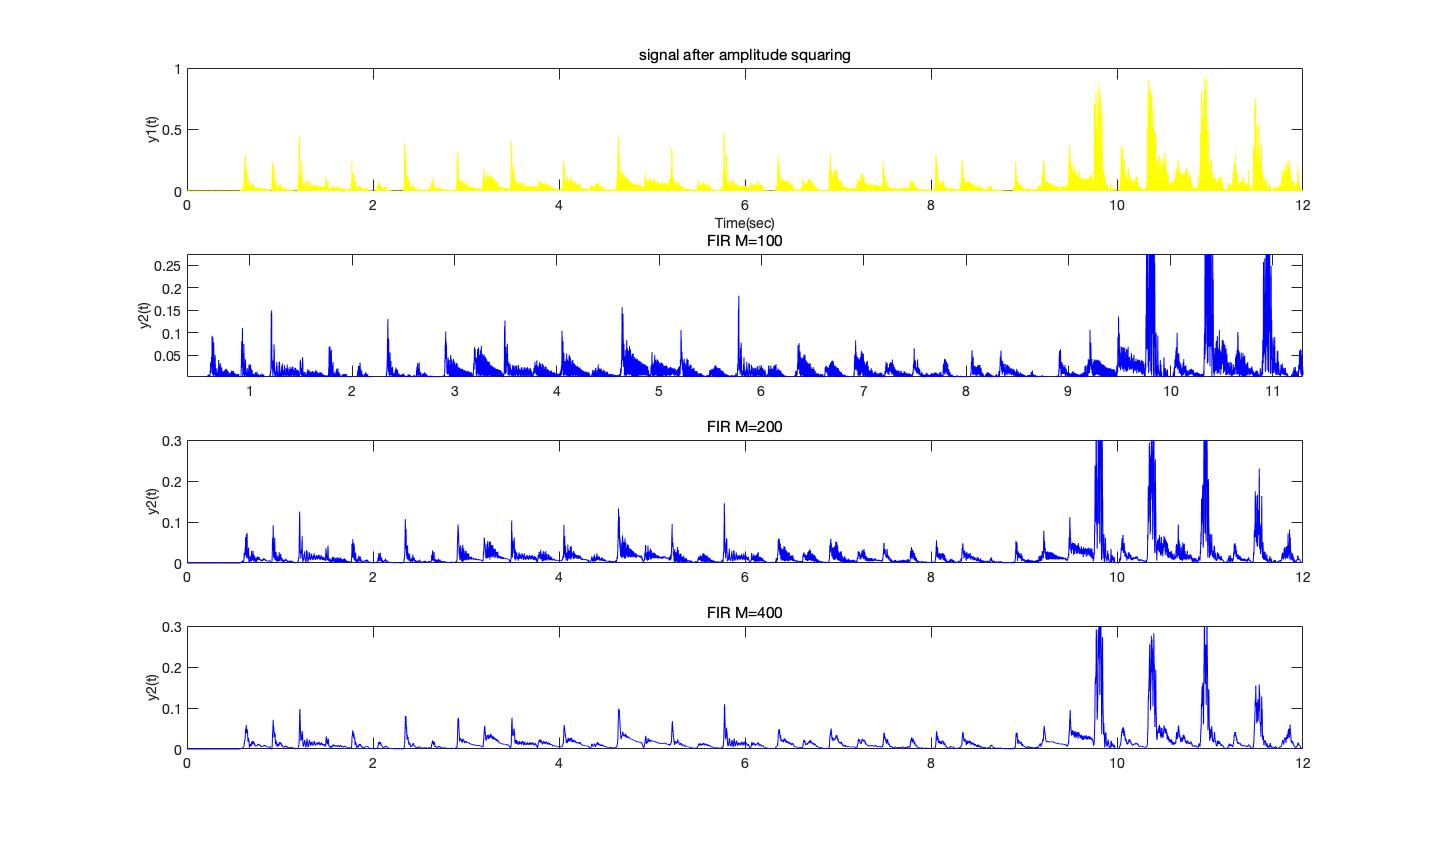 signal after amplitude squaring
1
0.5
0
y1(t)
0 2 4 6 8 10 12
Time(sec)
FIR M=100
0.25
0.2
0.15
0.1
0.05
y2(t)
1 2 3 4 5 6 7 8 9 10 11
FIR M=200
0.3
0.2
0.1
0
y2(t)
0 2 4 6 8 10 12
FIR M=400
0.3
0.2
0.1
0
y2(t)
0 2 4 6 8 10 12